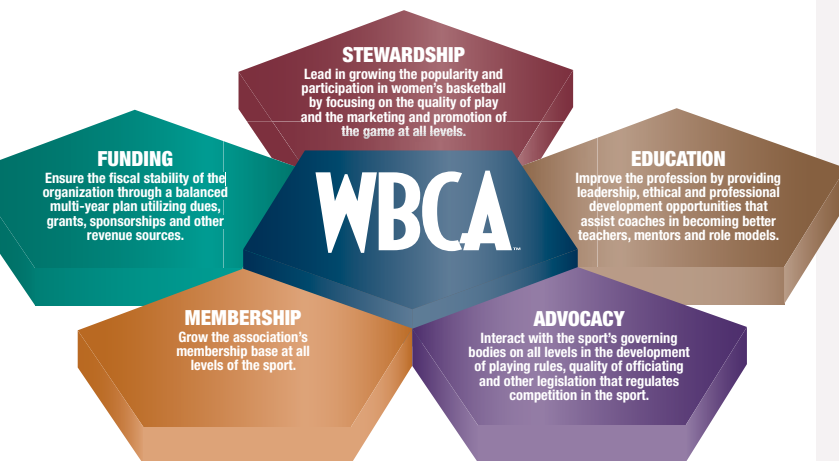 STEWARDSHIP
Lead in growing the popularity and
participation in women's basketball
by focusing on the quality of play
and the marketing and promotion of
the game at all levels.
FUNDING
Ensure the fiscal stability of the
organization through a balanced
multi-year plan utilizing dues,
grants, sponsorships and other
revenue sources.
WBCA™
EDUCATION
Improve the profession by providing
leadership, ethical and professional
development opportunities that
assist coaches in becoming better
teachers, mentors and role models.
MEMBERSHIP
Grow the association's
membership base at all
levels of the sport.
ADVOCACY
Interact with the sport's governing
bodies on all levels in the development
of playing rules, quality of officiating
and other legislation that regulates
competition in the sport.